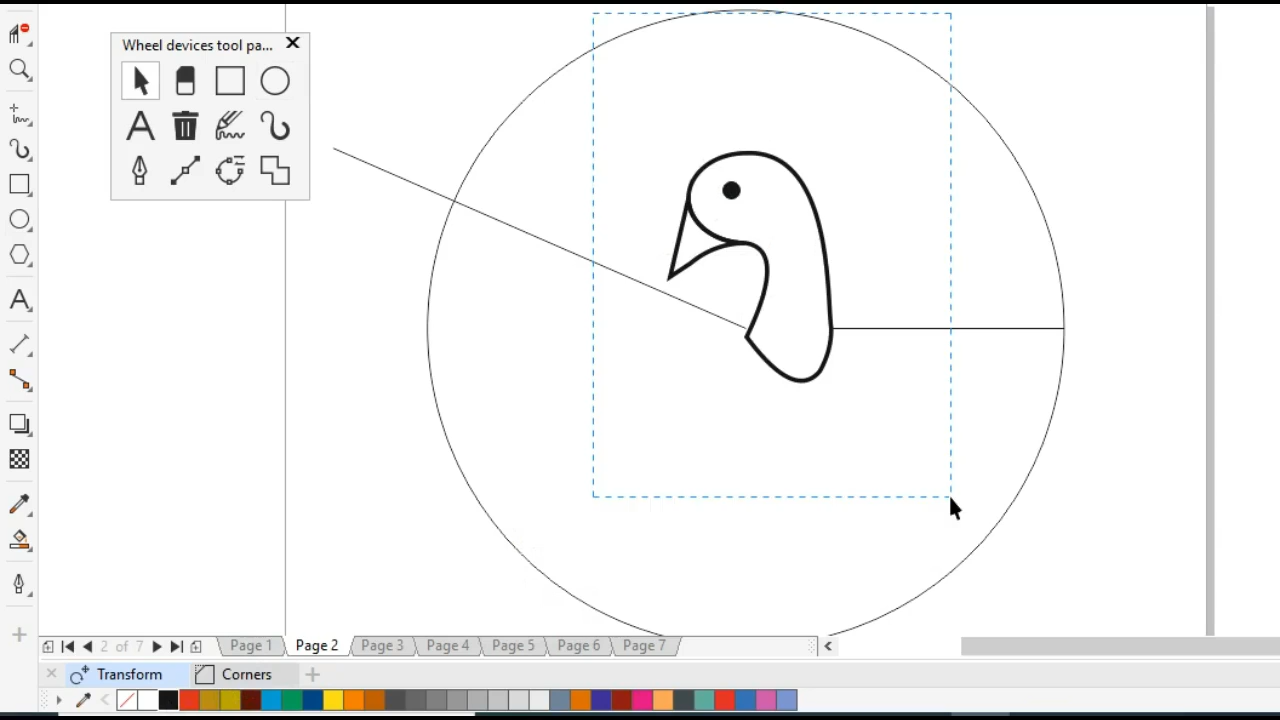 Wheel devices tool pa...
2 of 7
Page 1
Page 2
Page 3
Page 4
Page 5
Page 6
Page 7
Transform
Corners